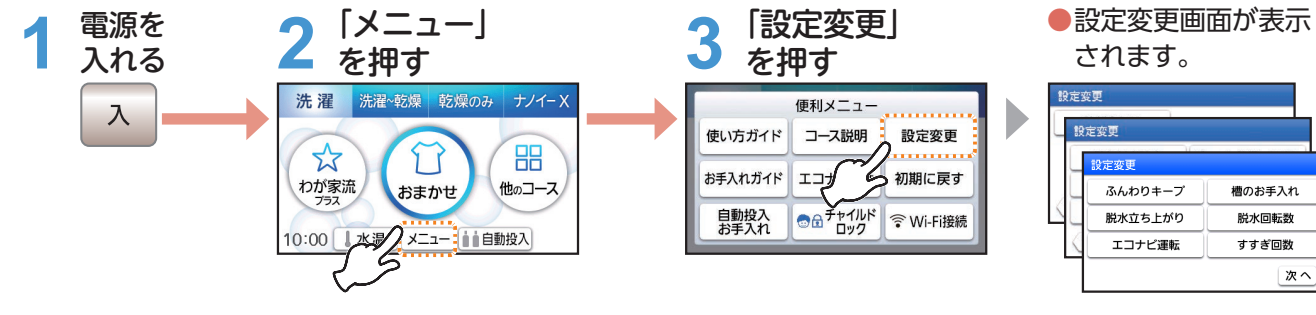 1
電源を
入れる
入
2
「メニュー」
を押す
洗濯 洗濯~乾燥 乾燥のみ ナノイーX
わが家流
プラス
おまかせ
他のコース
10:00 水温 メニュー 自動投入
3
「設定変更」
を押す
便利メニュー
使い方ガイド コース説明 設定変更
お手入れガイド エコナ 初期に戻す
自動投入
お手入れ
チャイルド
ロック
Wi-Fi接続
●設定変更画面が表示
されます。
設定変更
設定変更
設定変更
ふんわりキープ 槽のお手入れ
脱水立ち上がり 脱水回転数
エコナビ運転 すすぎ回数
次へ